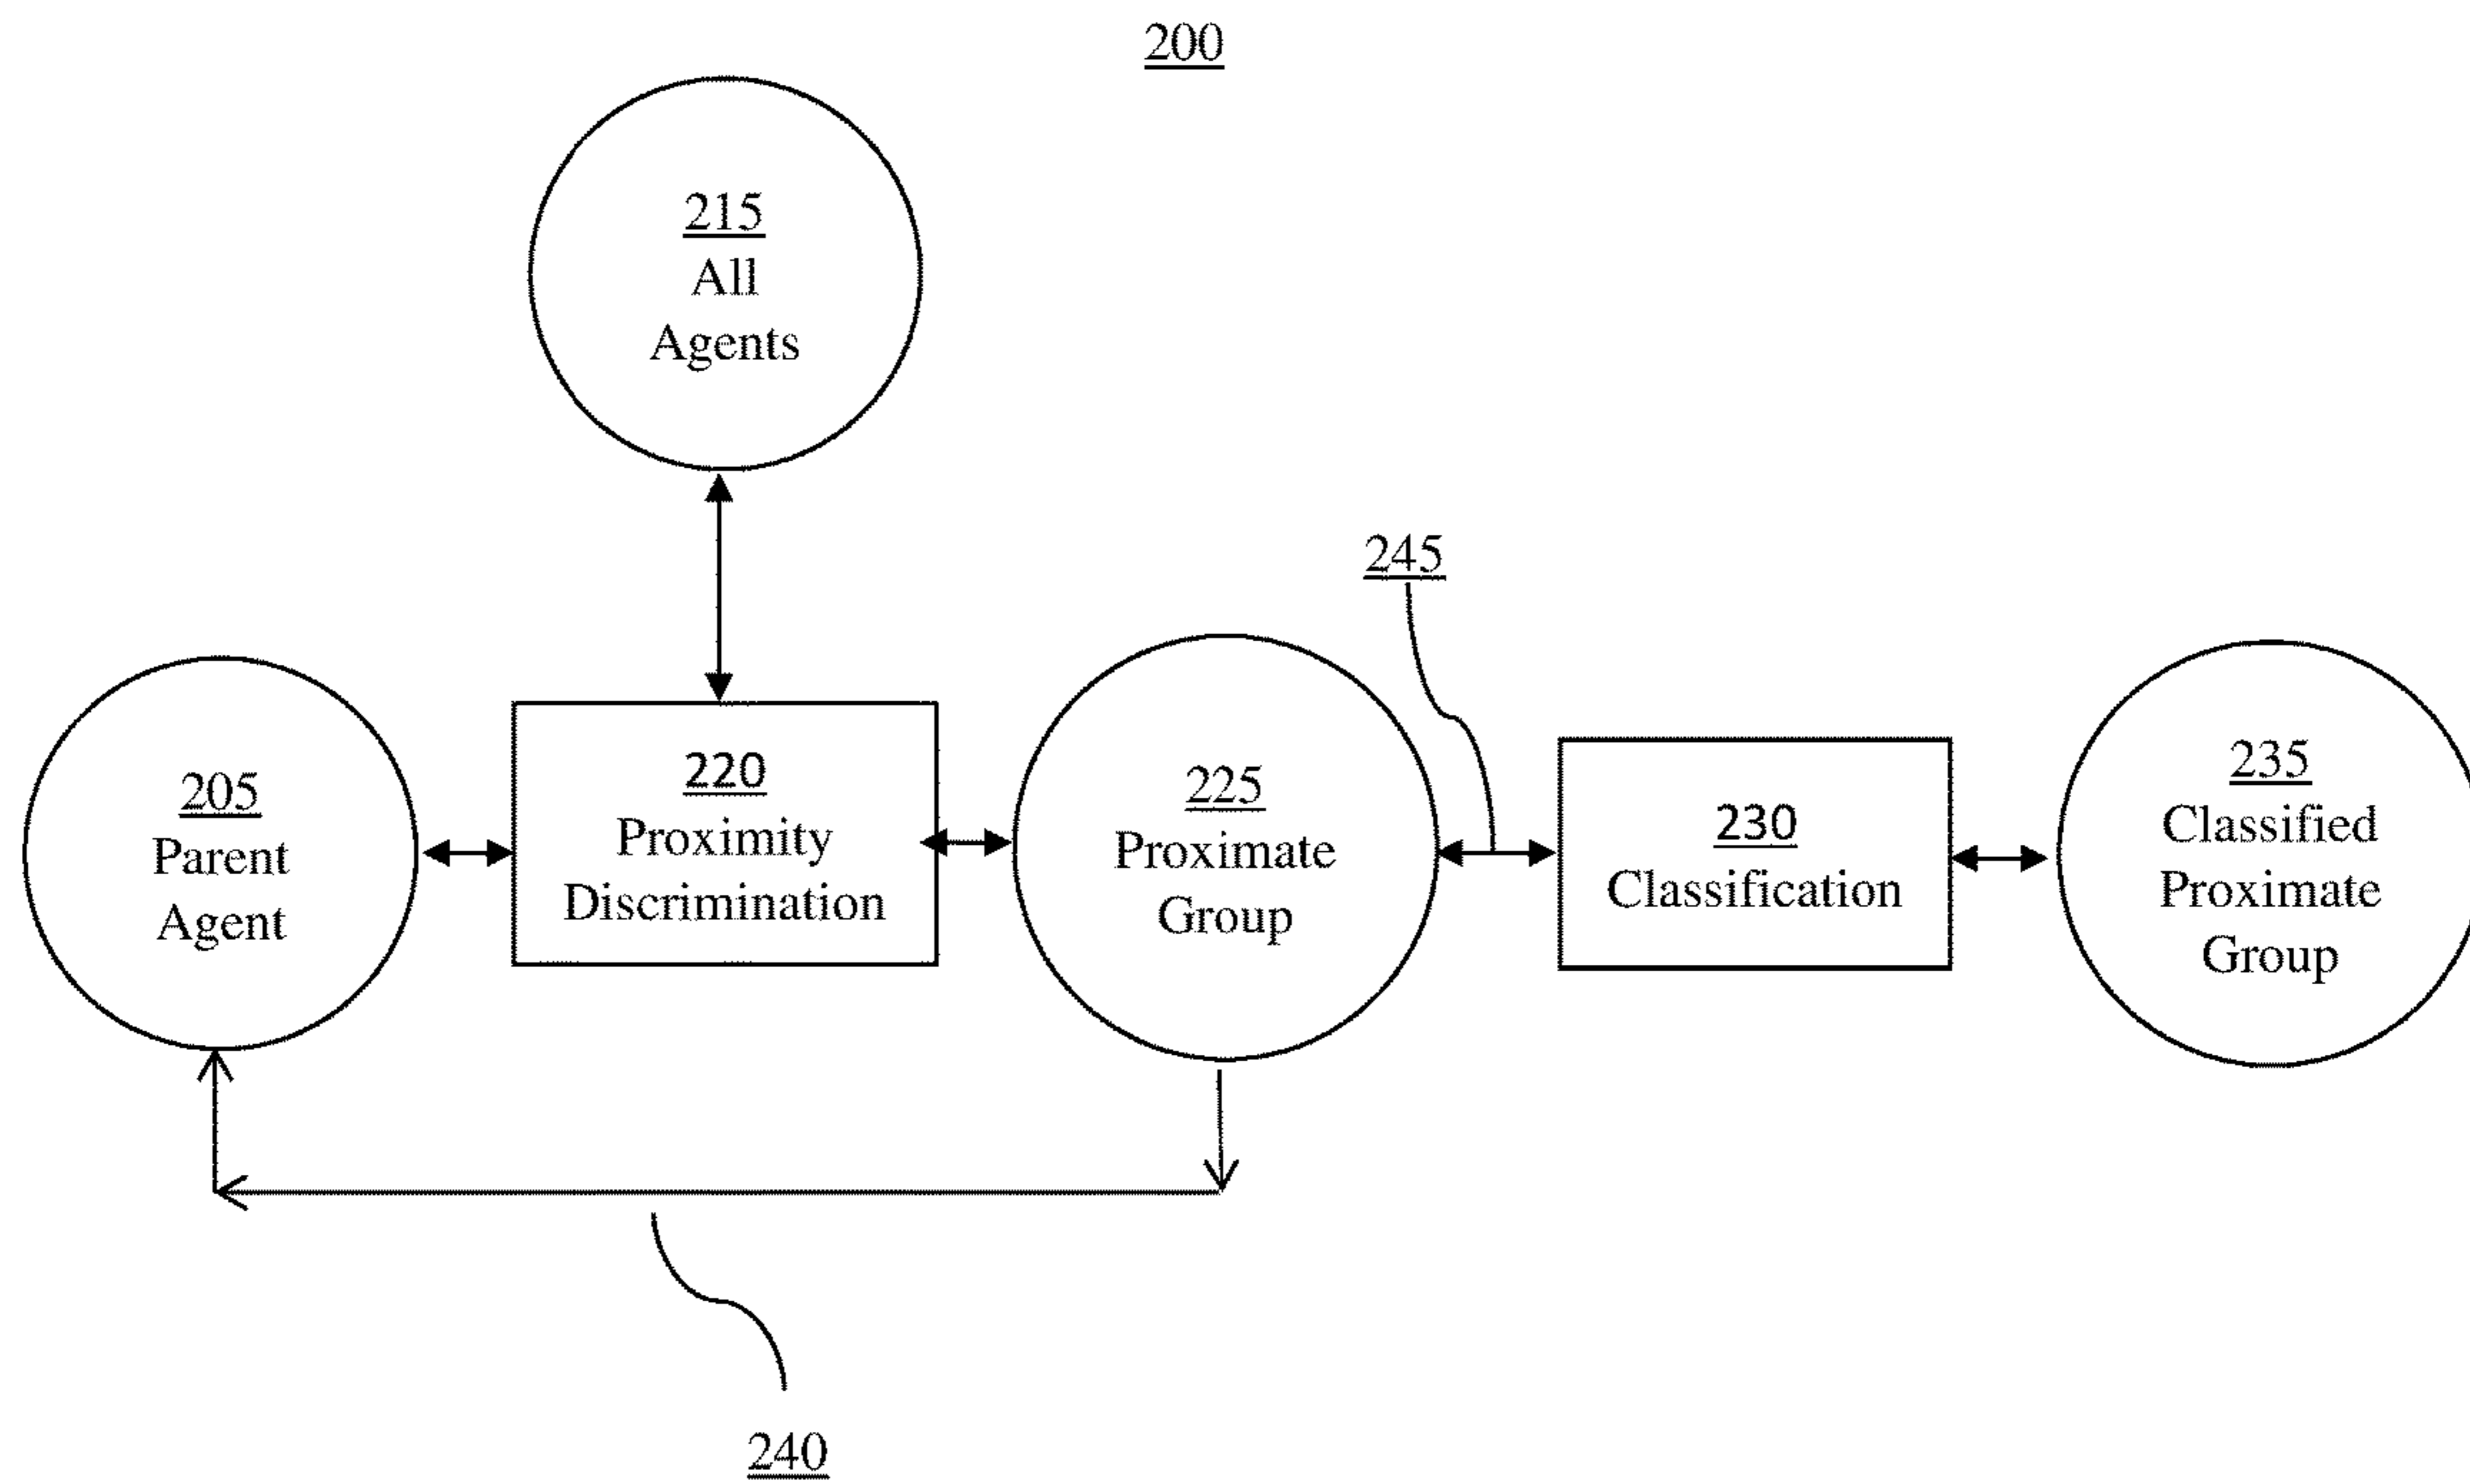 200
215
All
Agents
245
205
Parent
Agent
220
Proximity
Discrimination
225
Proximate
Group
230
Classification
235
Classified
Proximate
Group
240